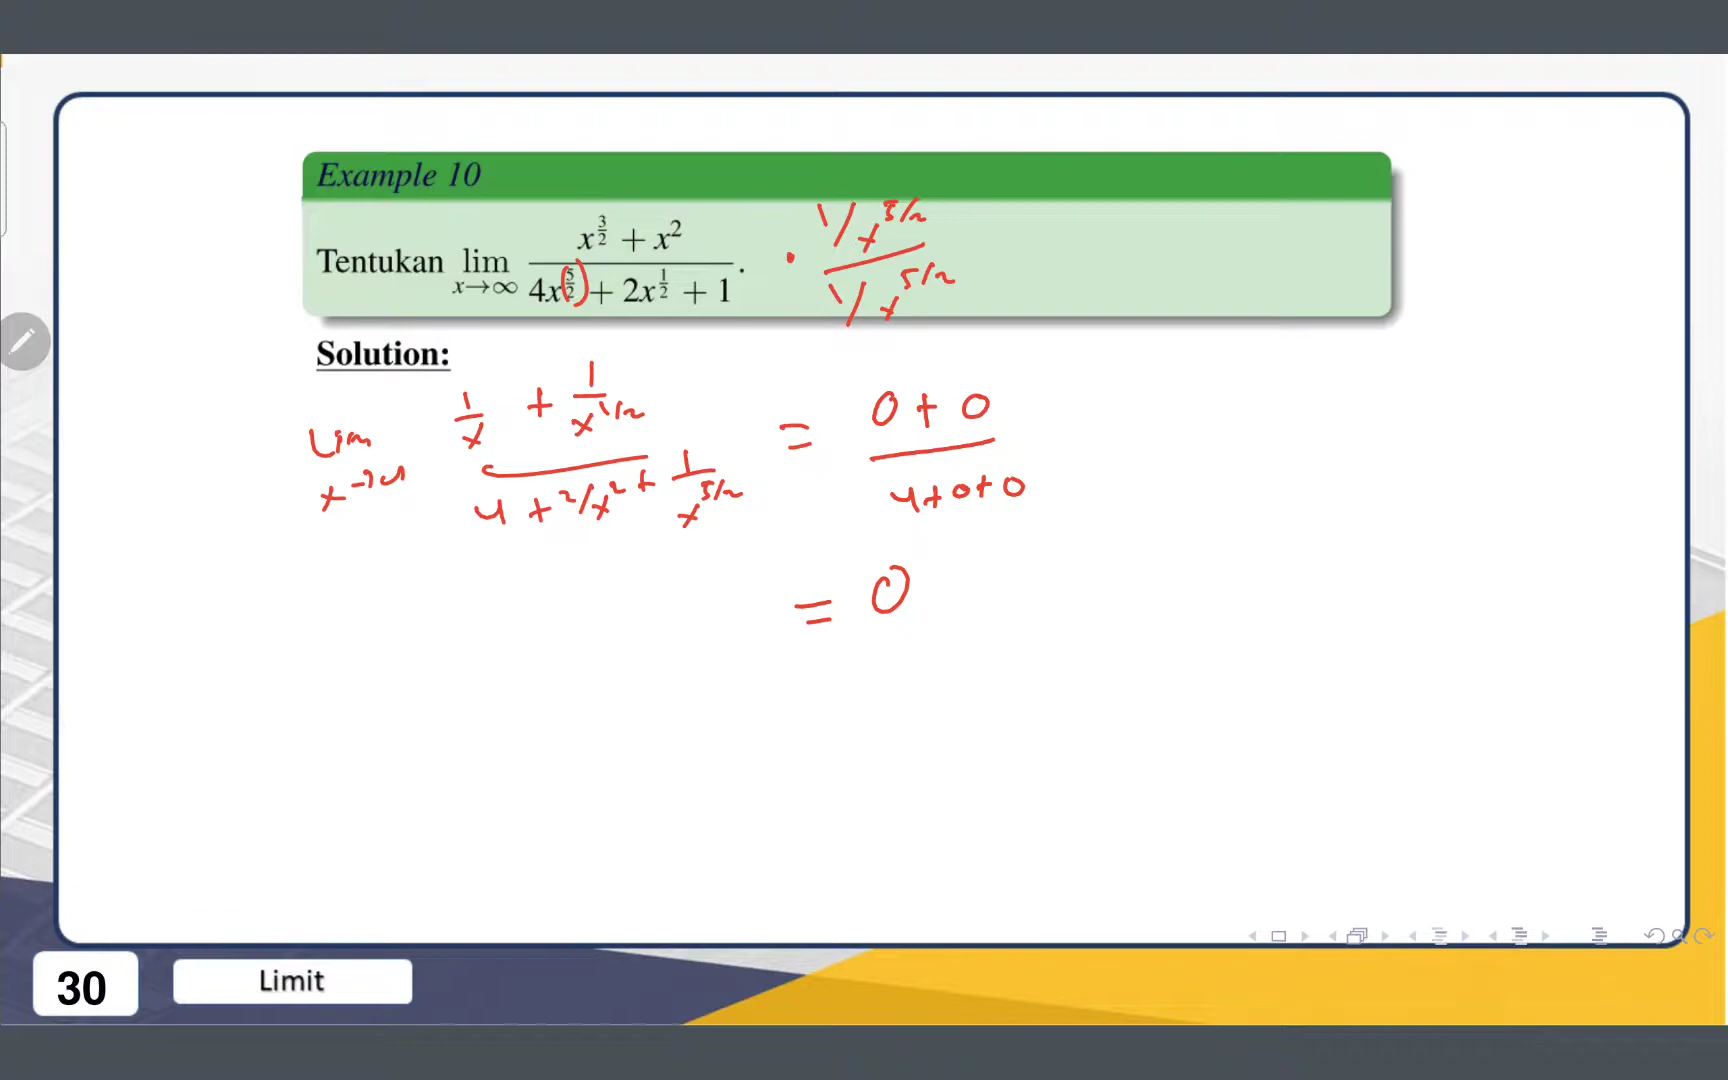 Example 10
Tentukan lim x→∞ (x^{3/2} + x^2) / (4x^{5/2} + 2x^{1/2} + 1). · (1/x^{5/2}) / (1/x^{5/2})
Solution:
lim x→∞ (1/x + 1/x^{1/2}) / (4 + 2/x^2 + 1/x^{5/2}) = (0 + 0) / (4 + 0 + 0)
= 0
30
Limit